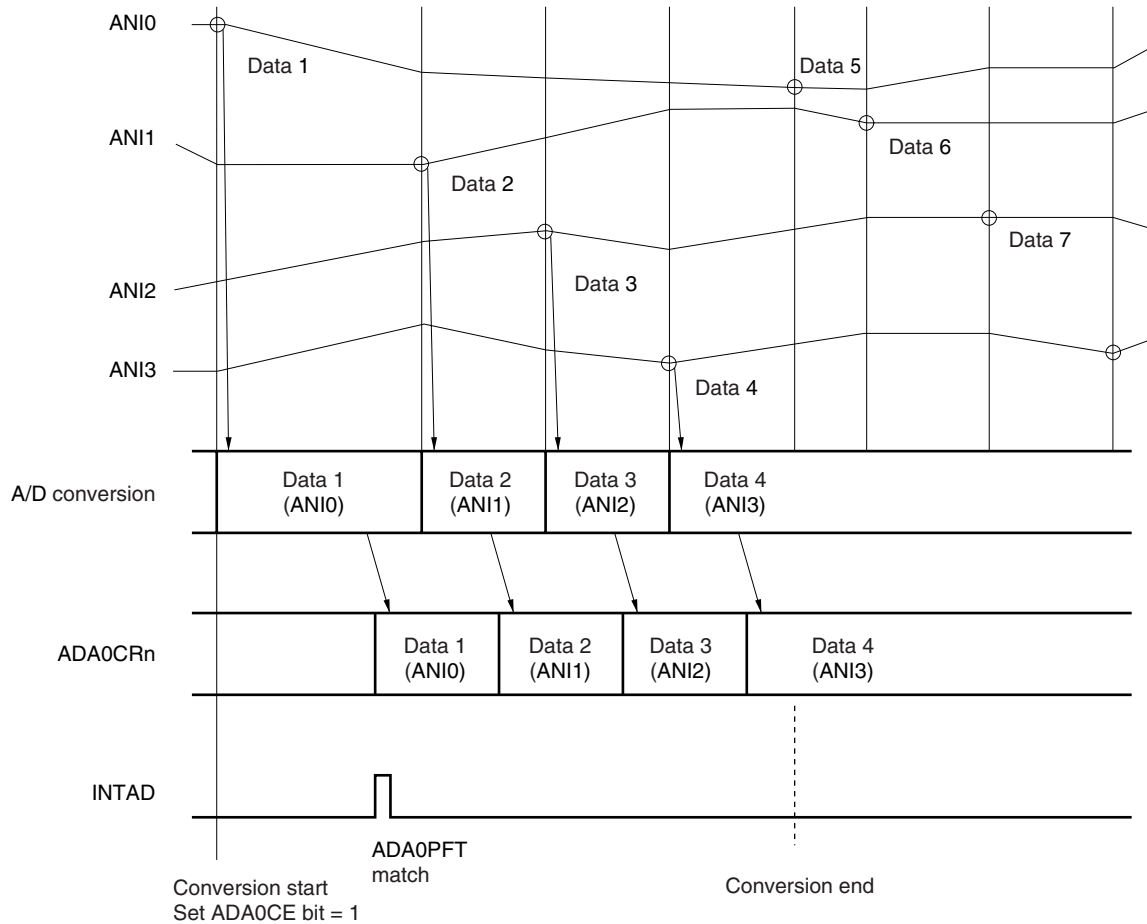 ANI0
Data 1
Data 5
ANI1
Data 6
Data 2
Data 7
Data 3
ANI2
ANI3
Data 4
A/D conversion
Data 1
(ANI0)
Data 2
(ANI1)
Data 3
(ANI2)
Data 4
(ANI3)
ADA0CRn
Data 1
(ANI0)
Data 2
(ANI1)
Data 3
(ANI2)
Data 4
(ANI3)
INTAD
ADA0PFT
match
Conversion start
Set ADA0CE bit = 1
Conversion end